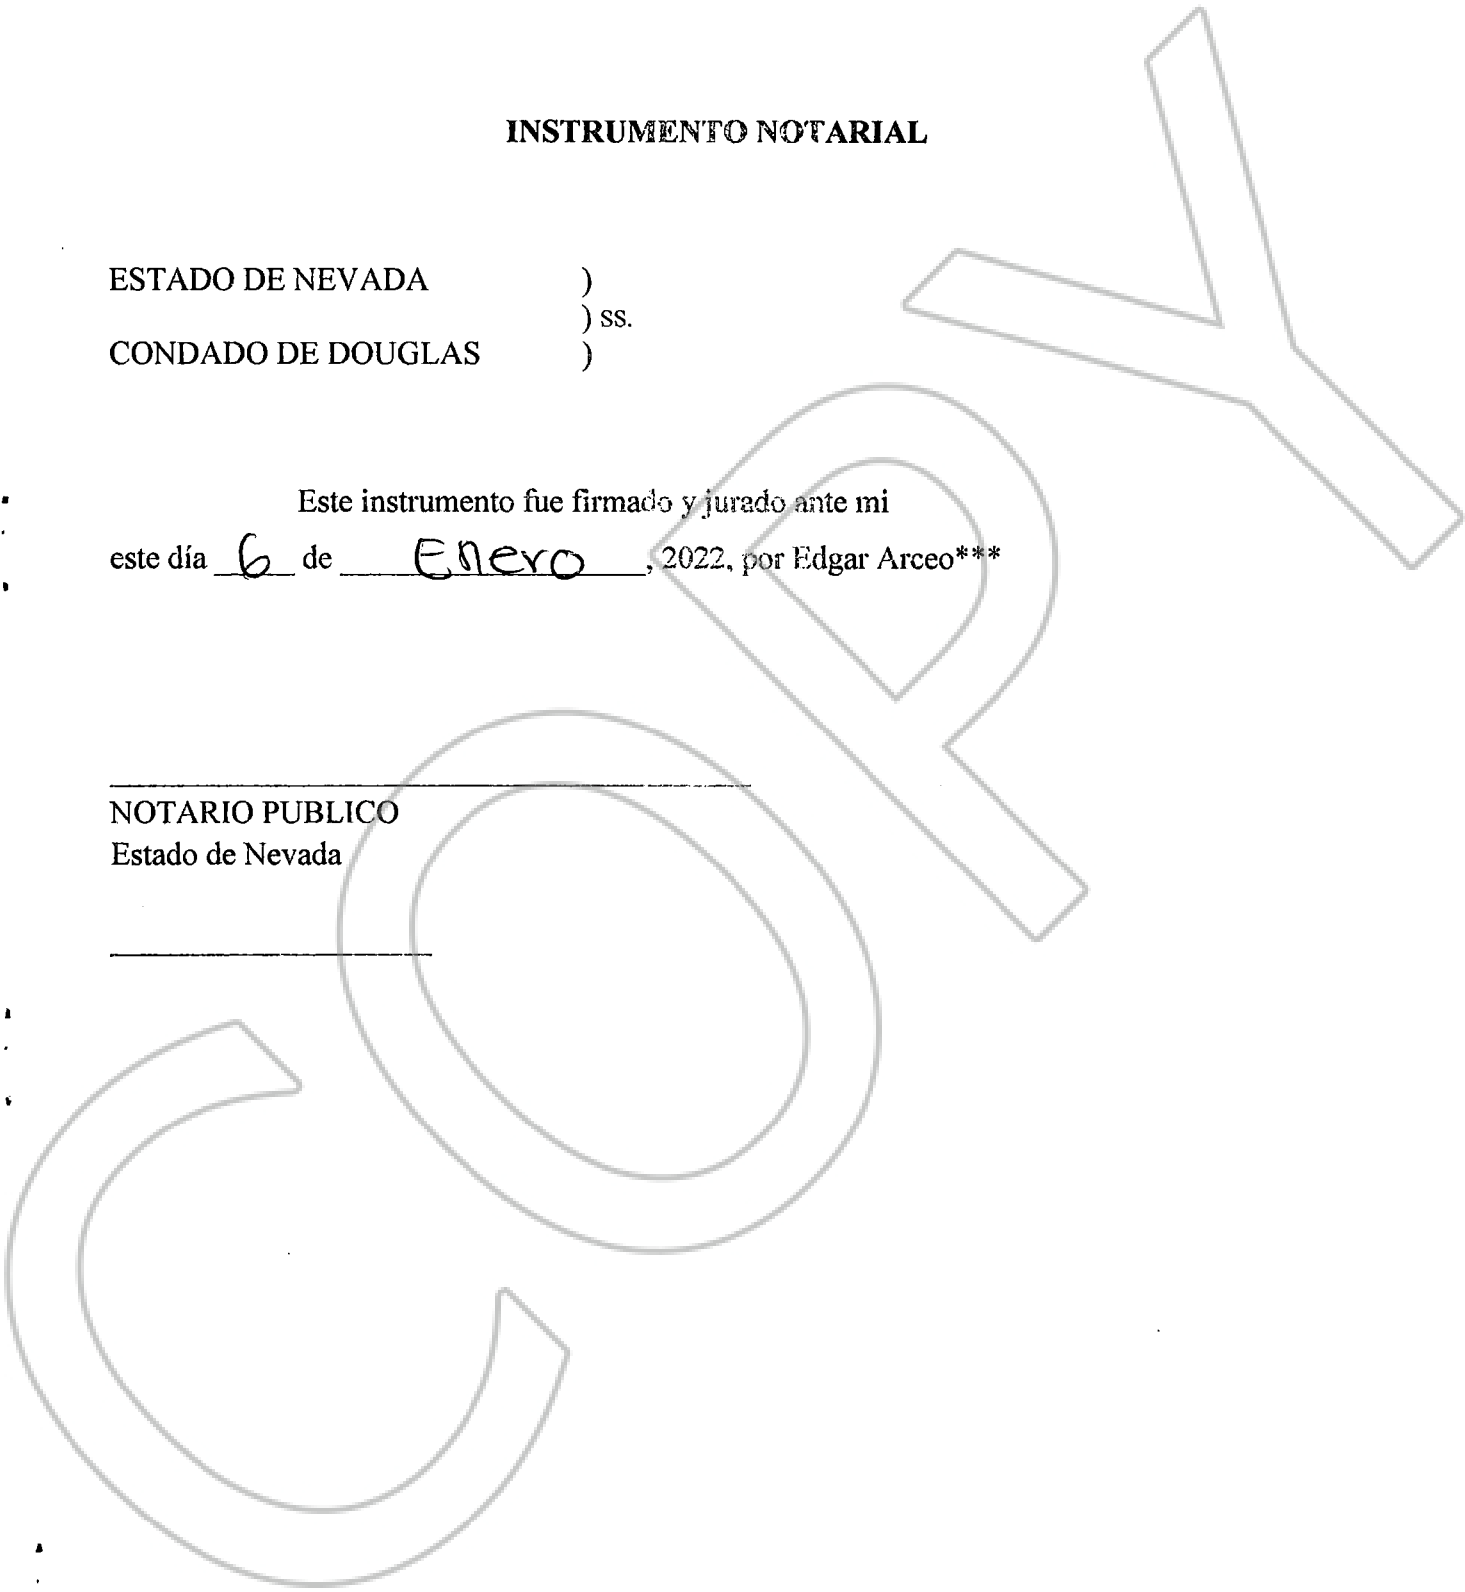 INSTRUMENTO NOTARIAL
ESTADO DE NEVADA )
) ss.
CONDADO DE DOUGLAS )
Este instrumento fue firmado y jurado ante mi
este día 6 de Enero, 2022, por Edgar Arceo***
NOTARIO PUBLICO
Estado de Nevada
COPY